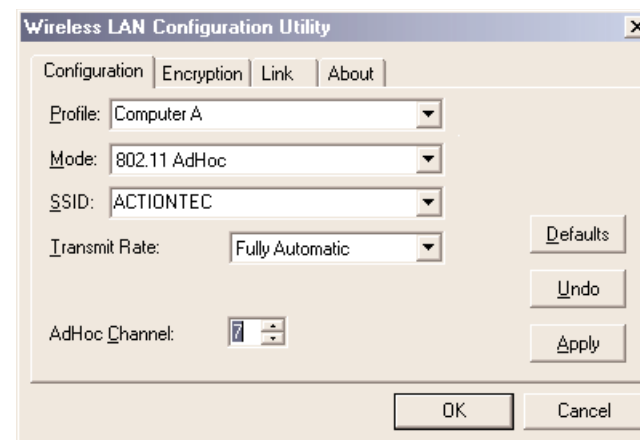 Wireless LAN Configuration Utility
Configuration Encryption Link About
Profile: Computer A
Mode: 802.11 AdHoc
SSID: ACTIONTEC
Transmit Rate: Fully Automatic
Defaults
Undo
AdHoc Channel: 7
Apply
OK Cancel